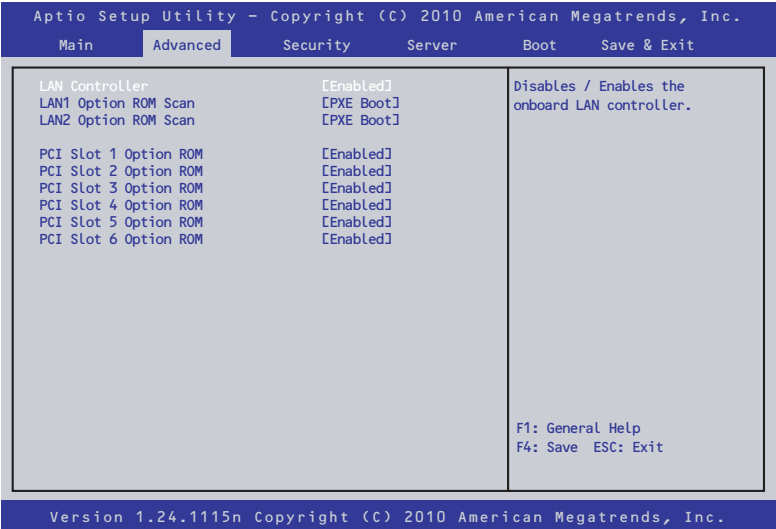 Aptio Setup Utility – Copyright (C) 2010 American Megatrends, Inc.
Main Advanced Security Server Boot Save & Exit
LAN Controller [Enabled]
LAN1 Option ROM Scan [PXE Boot]
LAN2 Option ROM Scan [PXE Boot]
PCI Slot 1 Option ROM [Enabled]
PCI Slot 2 Option ROM [Enabled]
PCI Slot 3 Option ROM [Enabled]
PCI Slot 4 Option ROM [Enabled]
PCI Slot 5 Option ROM [Enabled]
PCI Slot 6 Option ROM [Enabled]
Disables / Enables the
onboard LAN controller.
F1: General Help
F4: Save ESC: Exit
Version 1.24.1115n Copyright (C) 2010 American Megatrends, Inc.